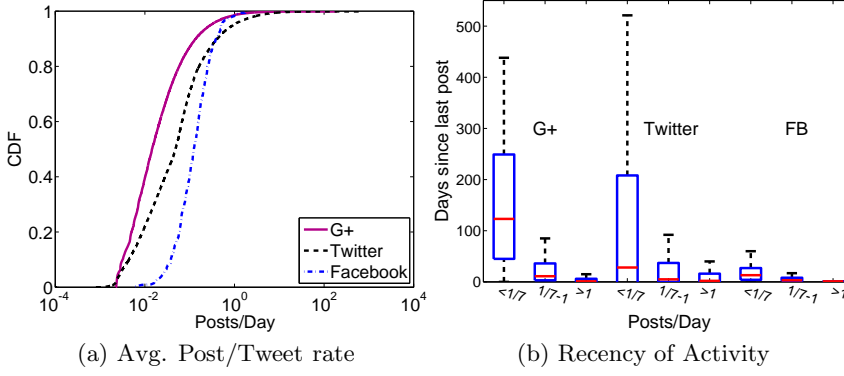 1
0.8
0.6
0.4
0.2
0
CDF
10^-4
10^-2
10^0
10^2
10^4
Posts/Day
G+
Twitter
Facebook
(a) Avg. Post/Tweet rate
500
400
300
200
100
0
Days since last post
G+
Twitter
FB
<1/7
1/7-1
>1
<1/7
1/7-1
>1
<1/7
1/7-1
>1
Posts/Day
(b) Recency of Activity